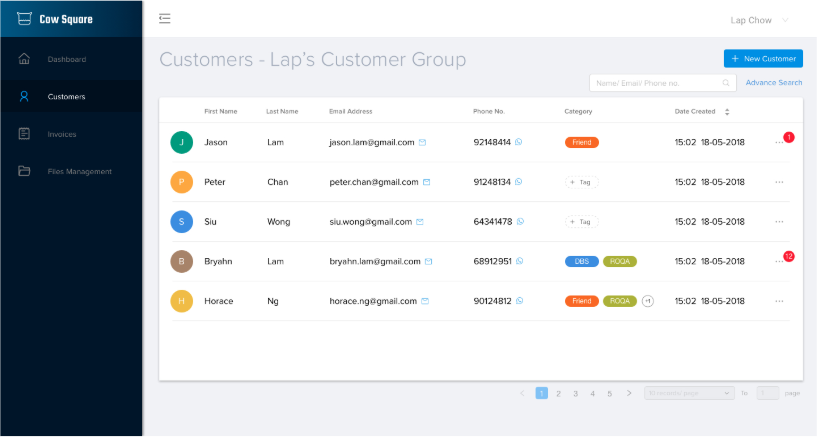 Cow Square
Lap Chow
Dashboard
Customers
Invoices
Files Management
Customers - Lap's Customer Group
+ New Customer
Name/ Email/ Phone no.
Advance Search
First Name Last Name Email Address Phone No. Category Date Created
J Jason Lam jason.lam@gmail.com 92148414 Friend 15:02 18-05-2018 ... 1
P Peter Chan peter.chan@gmail.com 91248134 + Tag 15:02 18-05-2018 ...
S Siu Wong siu.wong@gmail.com 64341478 + Tag 15:02 18-05-2018 ...
B Bryahn Lam bryahn.lam@gmail.com 68912951 DBS ROQA 15:02 18-05-2018 ... 12
H Horace Ng horace.ng@gmail.com 90124812 Friend ROQA +1 15:02 18-05-2018 ...
< 1 2 3 4 5 > To 1 page